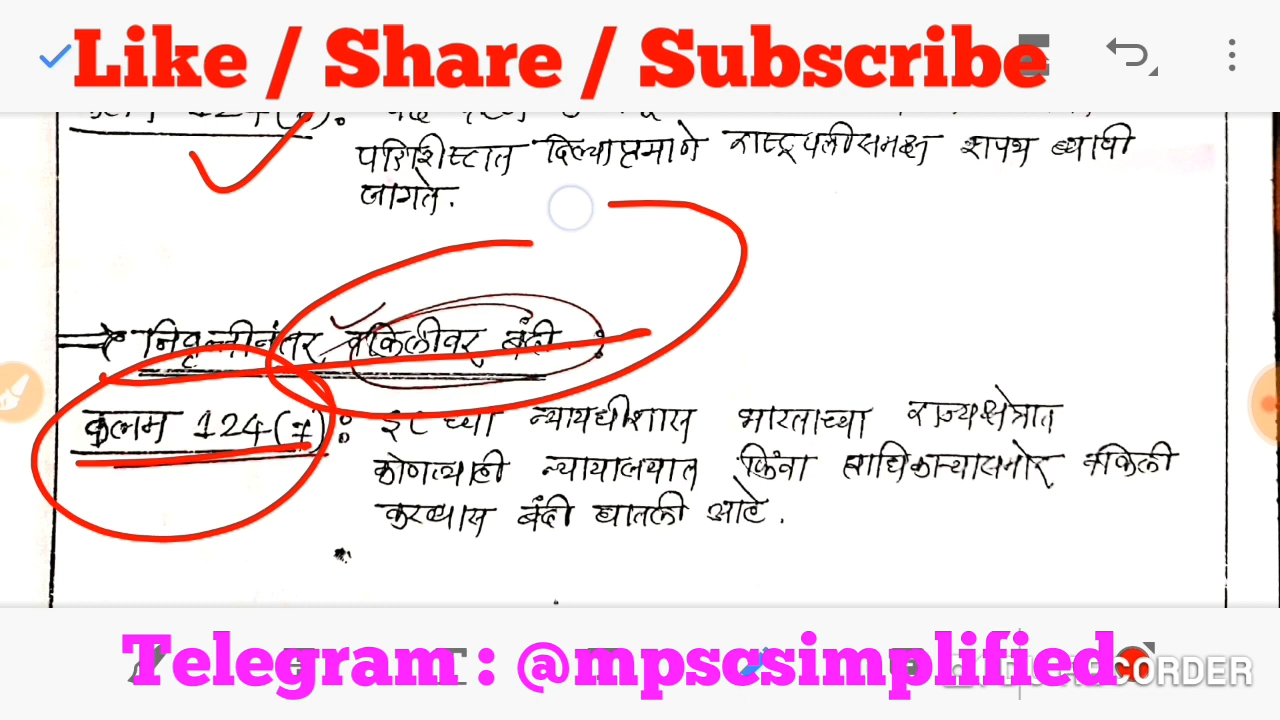 Like / Share / Subscribe
परिशिष्टात दिल्याप्रमाणे राष्ट्रपतीसमक्ष शपथ घ्यावी
लागते.
⇒ निवृत्तीनंतर वकिलीवर बंदी :
कलम 124(7) : SC च्या न्यायधीशास भारताच्या राज्यक्षेत्रात
कोणत्याही न्यायालयात किंवा प्राधिकाऱ्यासमोर वकिली
करण्यास बंदी घातली आहे.
Telegram : @mpscsimplified
RECORDER